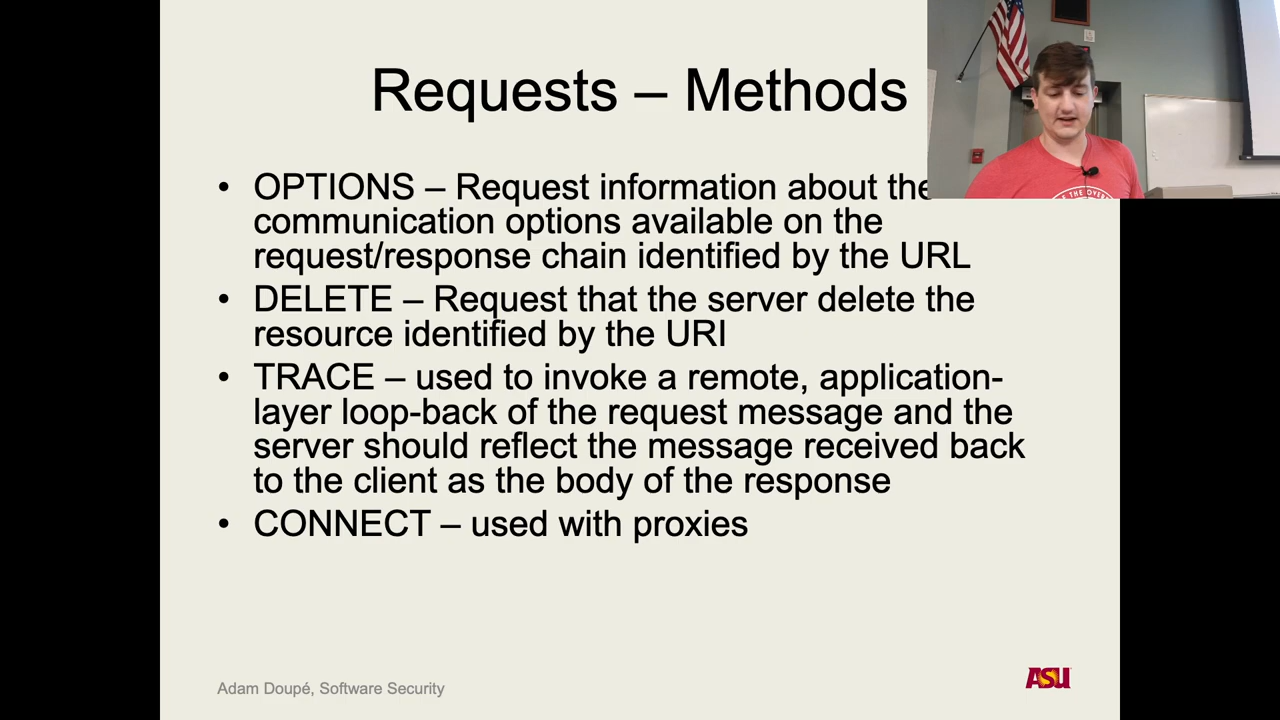 Requests – Methods
• OPTIONS – Request information about the
communication options available on the
request/response chain identified by the URL
• DELETE – Request that the server delete the
resource identified by the URI
• TRACE – used to invoke a remote, application-
layer loop-back of the request message and the
server should reflect the message received back
to the client as the body of the response
• CONNECT – used with proxies
Adam Doupé, Software Security
ASU
THE OVER